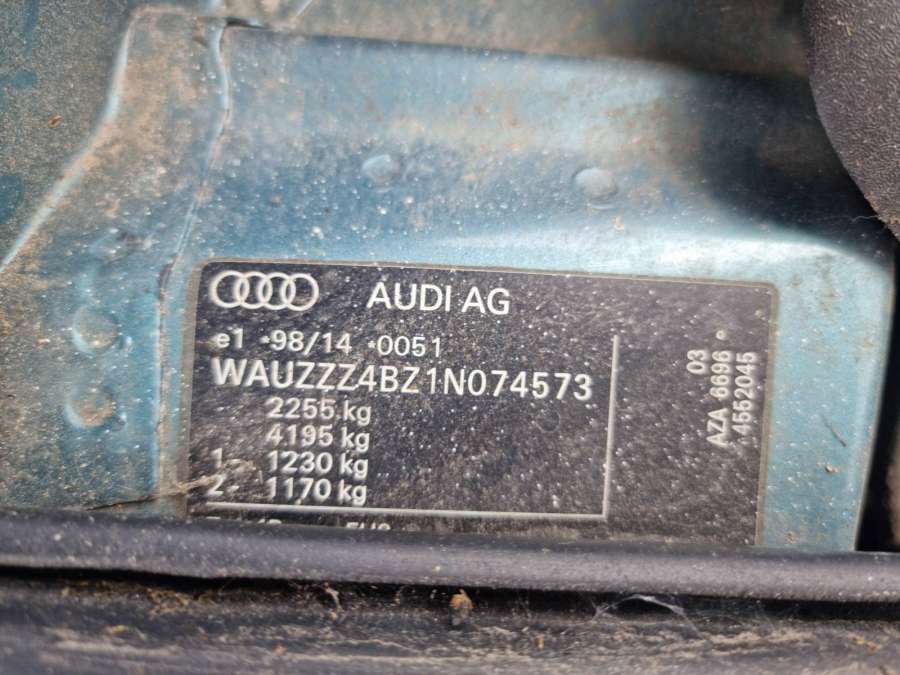 AUDI AG
e1 *98/14 *0051
WAUZZZ4BZ1N074573
2255 kg
4195 kg
1- 1230 kg
2- 1170 kg
03
AZA 6696
4552045